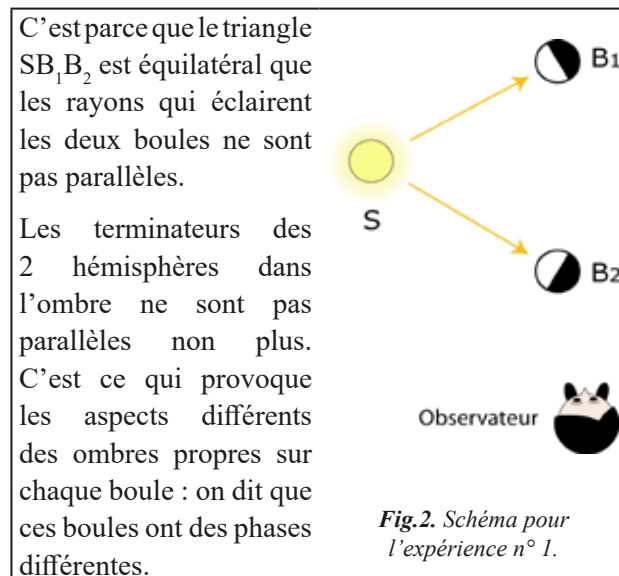 C’est parce que le triangle
SB₁B₂ est équilatéral que
les rayons qui éclairent
les deux boules ne sont
pas parallèles.
Les terminateurs des
2 hémisphères dans
l’ombre ne sont pas
parallèles non plus.
C’est ce qui provoque
les aspects différents
des ombres propres sur
chaque boule : on dit que
ces boules ont des phases
différentes.
B1
S
B2
Observateur
Fig.2. Schéma pour
l’expérience n° 1.